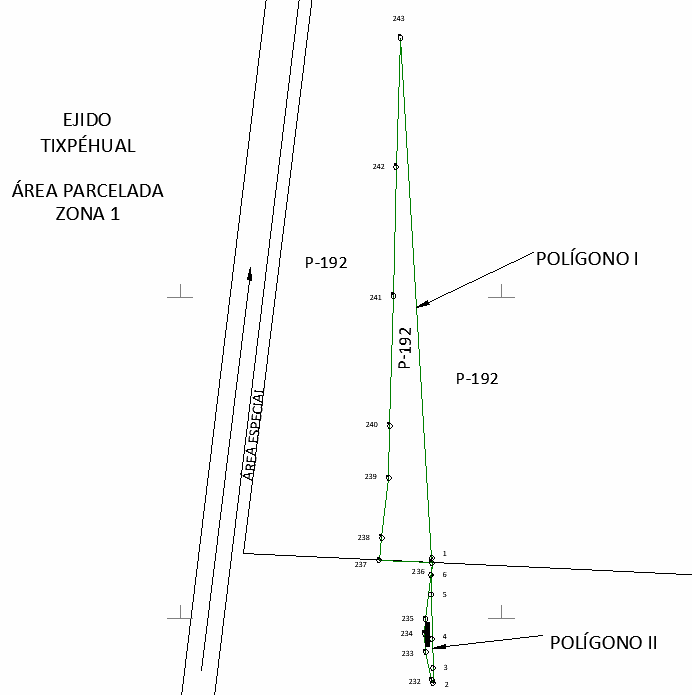 243
EJIDO
TIXPÉHUAL
242
ÁREA PARCELADA
ZONA 1
POLÍGONO I
P-192
241
P-192
P-192
ÁREA ESPECIAL
240
239
238
237
1
236
6
5
235
234
4
POLÍGONO II
233
3
232
2